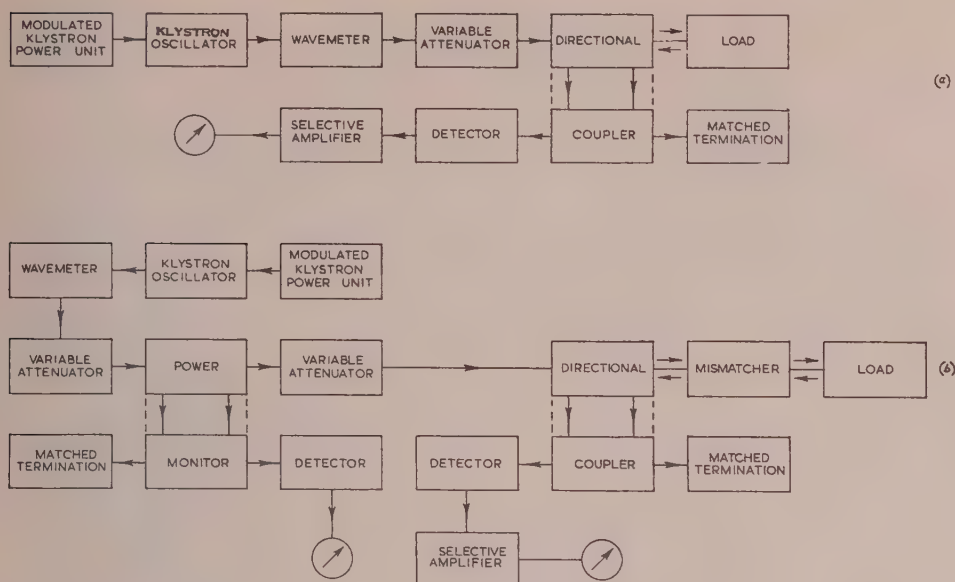 MODULATED
KLYSTRON
POWER UNIT
KLYSTRON
OSCILLATOR
WAVEMETER
VARIABLE
ATTENUATOR
DIRECTIONAL
LOAD
(a)
SELECTIVE
AMPLIFIER
DETECTOR
COUPLER
MATCHED
TERMINATION
WAVEMETER
KLYSTRON
OSCILLATOR
MODULATED
KLYSTRON
POWER UNIT
VARIABLE
ATTENUATOR
POWER
VARIABLE
ATTENUATOR
DIRECTIONAL
MISMATCHER
LOAD
(b)
MATCHED
TERMINATION
MONITOR
DETECTOR
DETECTOR
COUPLER
MATCHED
TERMINATION
SELECTIVE
AMPLIFIER